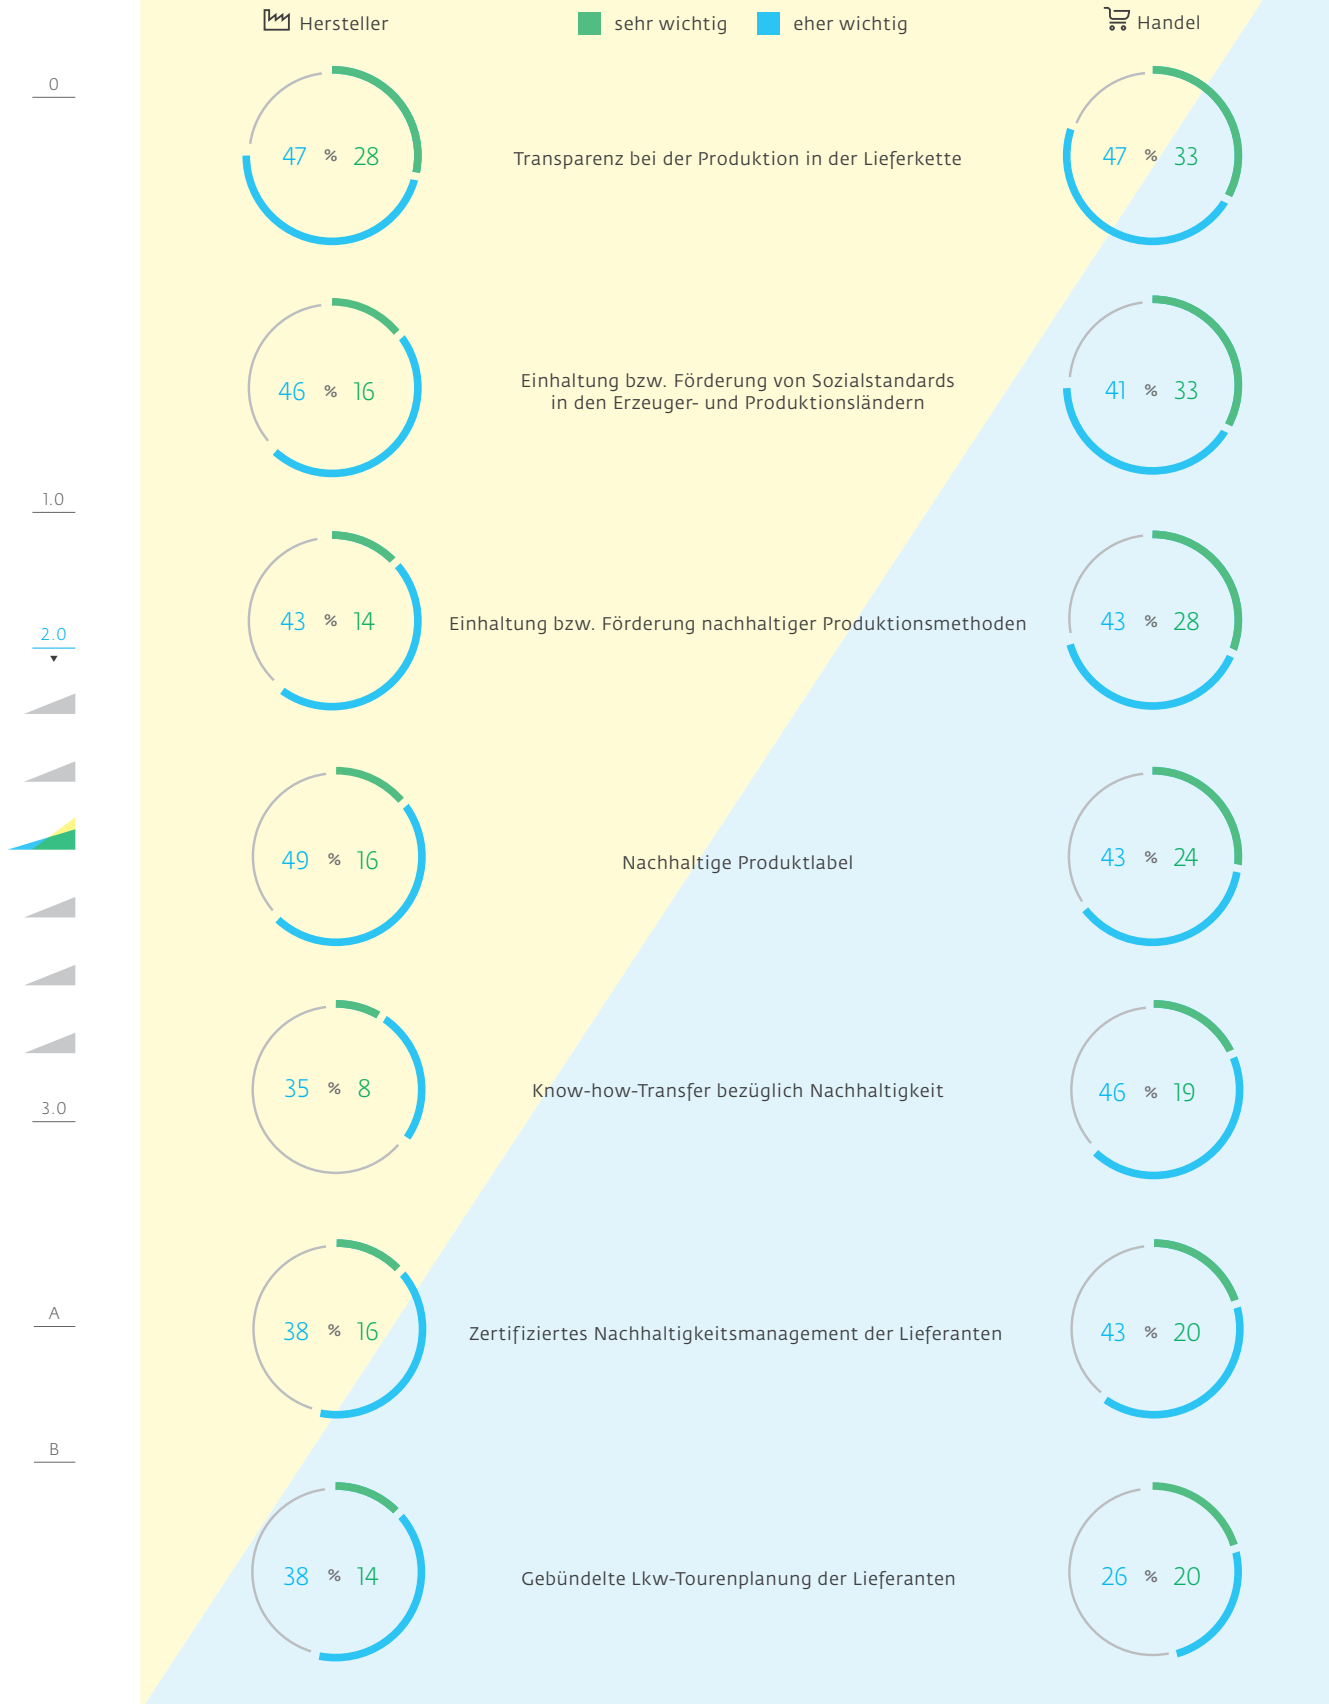 Hersteller
sehr wichtig
eher wichtig
Handel
0
47 % 28
Transparenz bei der Produktion in der Lieferkette
47 % 33
46 % 16
Einhaltung bzw. Förderung von Sozialstandards
in den Erzeuger- und Produktionsländern
41 % 33
1.0
43 % 14
Einhaltung bzw. Förderung nachhaltiger Produktionsmethoden
43 % 28
2.0
49 % 16
Nachhaltige Produktlabel
43 % 24
35 % 8
Know-how-Transfer bezüglich Nachhaltigkeit
46 % 19
3.0
38 % 16
Zertifiziertes Nachhaltigkeitsmanagement der Lieferanten
43 % 20
A
B
38 % 14
Gebündelte Lkw-Tourenplanung der Lieferanten
26 % 20